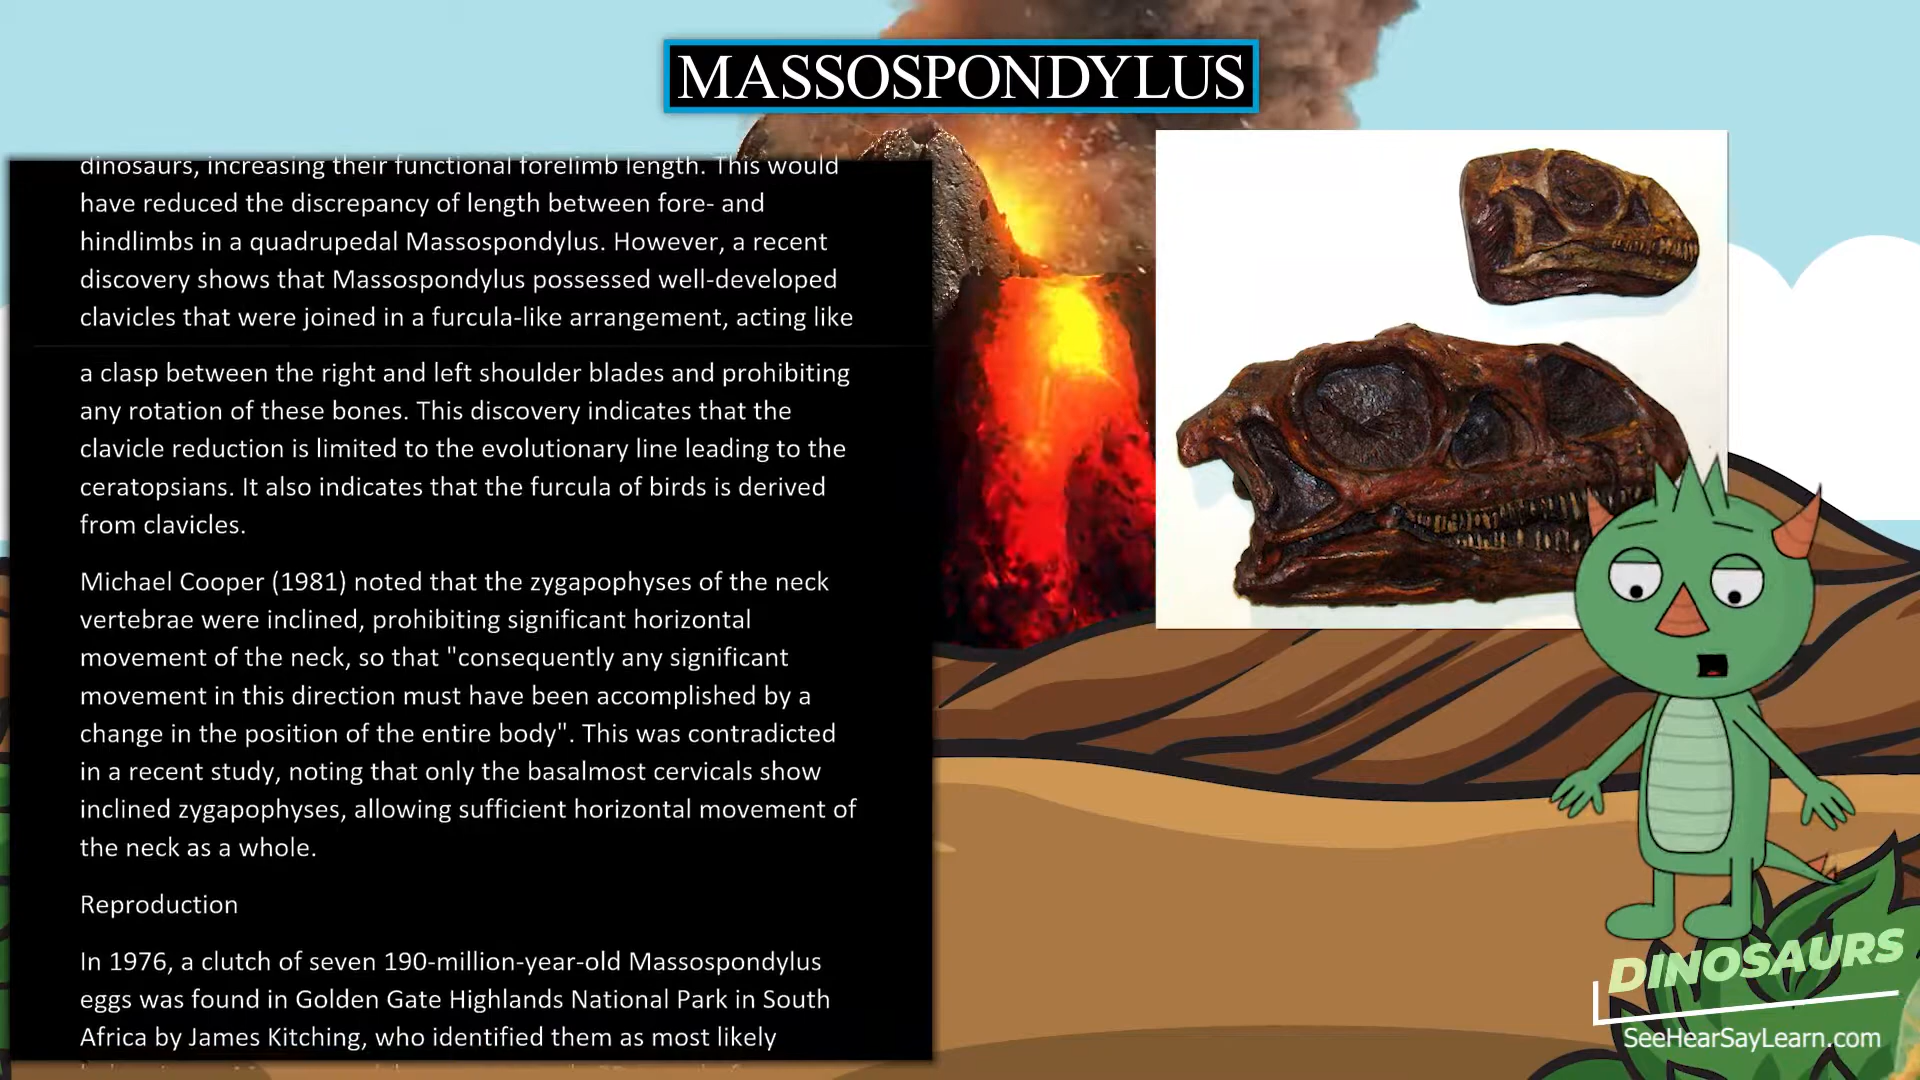 MASSOSPONDYLUS
dinosaurs, increasing their functional forelimb length. This would
have reduced the discrepancy of length between fore- and
hindlimbs in a quadrupedal Massospondylus. However, a recent
discovery shows that Massospondylus possessed well-developed
clavicles that were joined in a furcula-like arrangement, acting like
a clasp between the right and left shoulder blades and prohibiting
any rotation of these bones. This discovery indicates that the
clavicle reduction is limited to the evolutionary line leading to the
ceratopsians. It also indicates that the furcula of birds is derived
from clavicles.
Michael Cooper (1981) noted that the zygapophyses of the neck
vertebrae were inclined, prohibiting significant horizontal
movement of the neck, so that "consequently any significant
movement in this direction must have been accomplished by a
change in the position of the entire body". This was contradicted
in a recent study, noting that only the basalmost cervicals show
inclined zygapophyses, allowing sufficient horizontal movement of
the neck as a whole.
Reproduction
In 1976, a clutch of seven 190-million-year-old Massospondylus
eggs was found in Golden Gate Highlands National Park in South
Africa by James Kitching, who identified them as most likely
DINOSAURS
SeeHearSayLearn.com